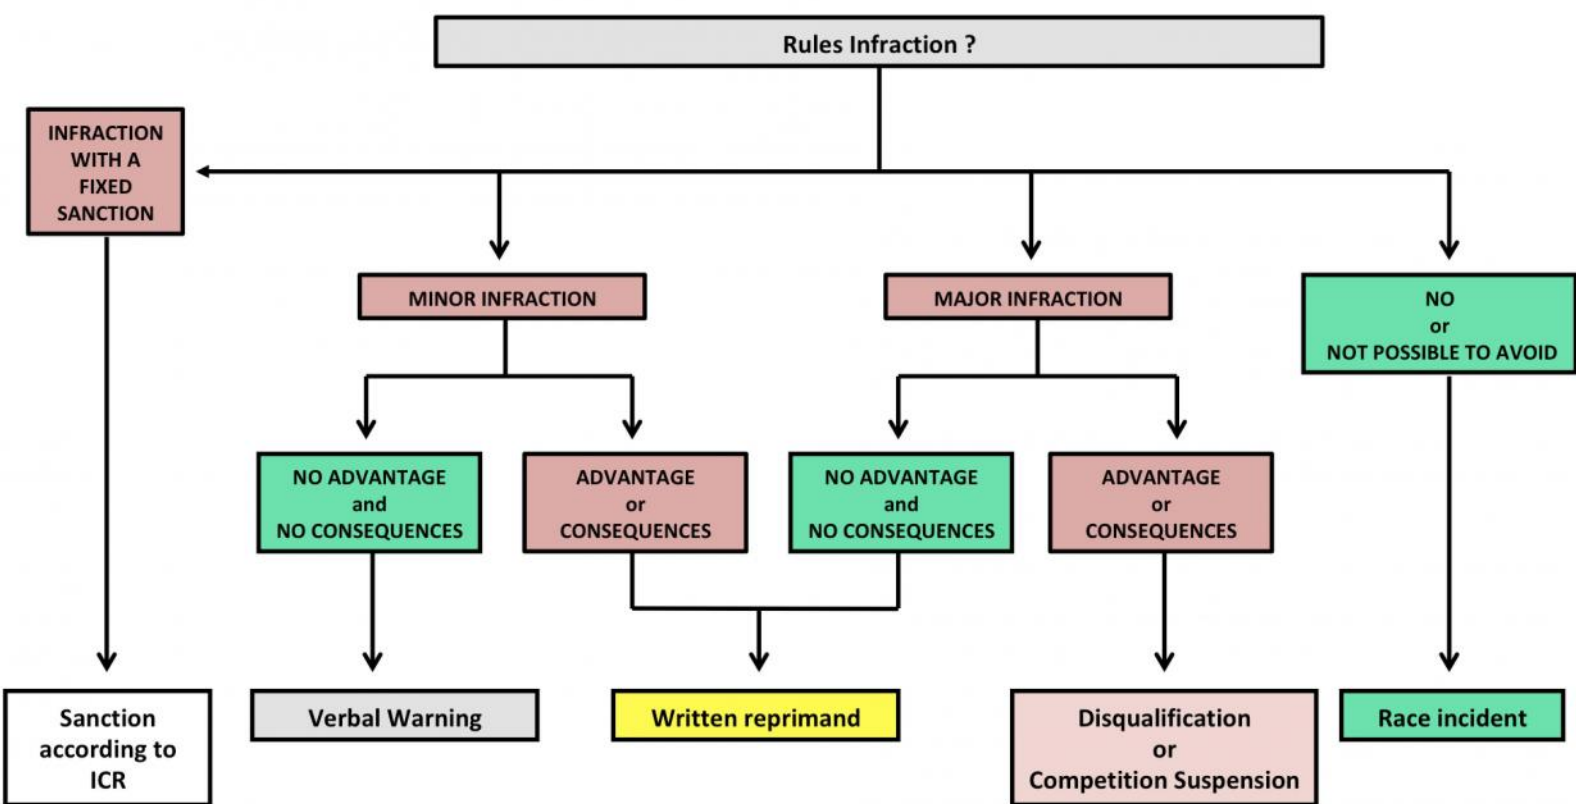 Rules Infraction ?
INFRACTION
WITH A
FIXED
SANCTION
MINOR INFRACTION
MAJOR INFRACTION
NO
or
NOT POSSIBLE TO AVOID
NO ADVANTAGE
and
NO CONSEQUENCES
ADVANTAGE
or
CONSEQUENCES
NO ADVANTAGE
and
NO CONSEQUENCES
ADVANTAGE
or
CONSEQUENCES
Sanction
according to
ICR
Verbal Warning
Written reprimand
Disqualification
or
Competition Suspension
Race incident